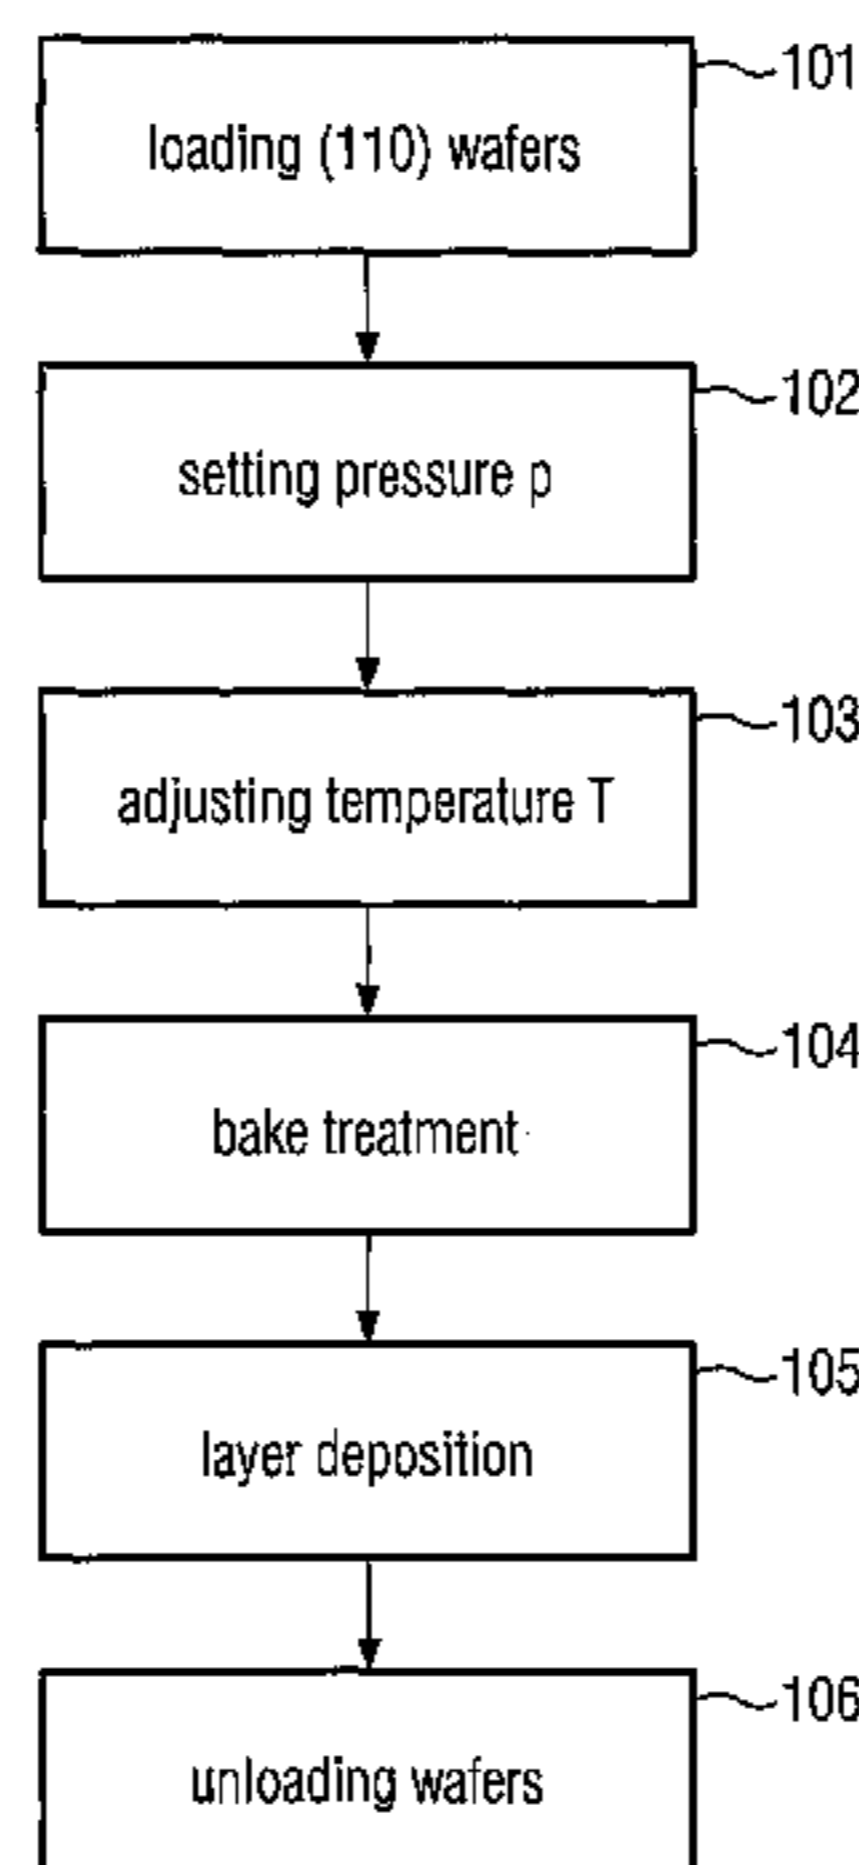 101
loading (110) wafers
102
setting pressure p
103
adjusting temperature T
104
bake treatment
105
layer deposition
106
unloading wafers